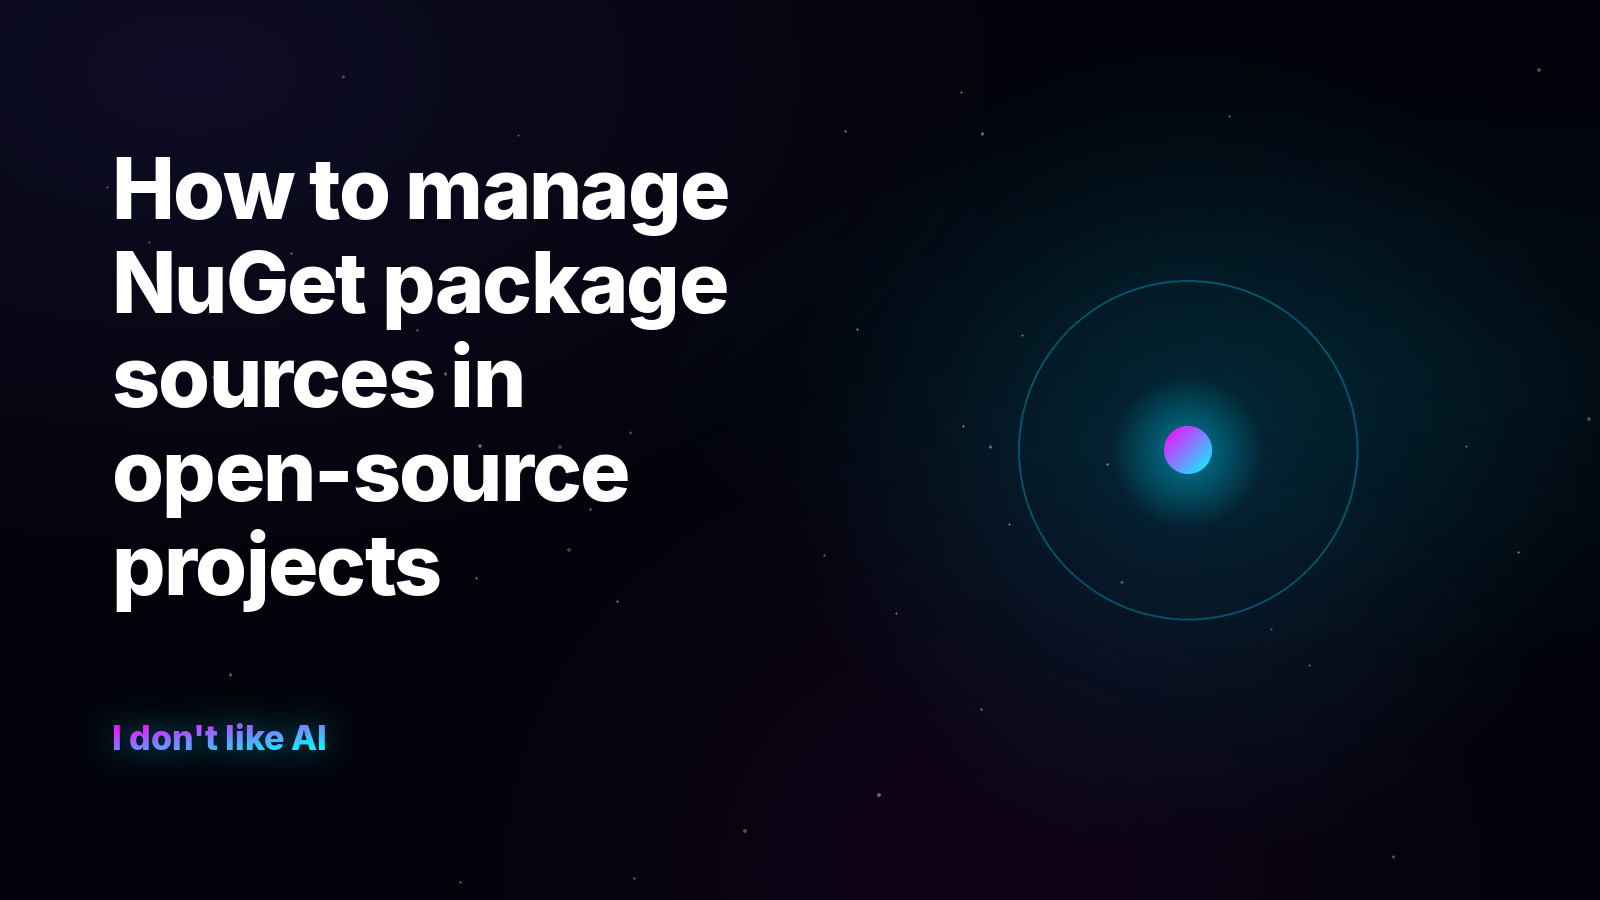 How to manage
NuGet package
sources in
open-source
projects
I don't like AI